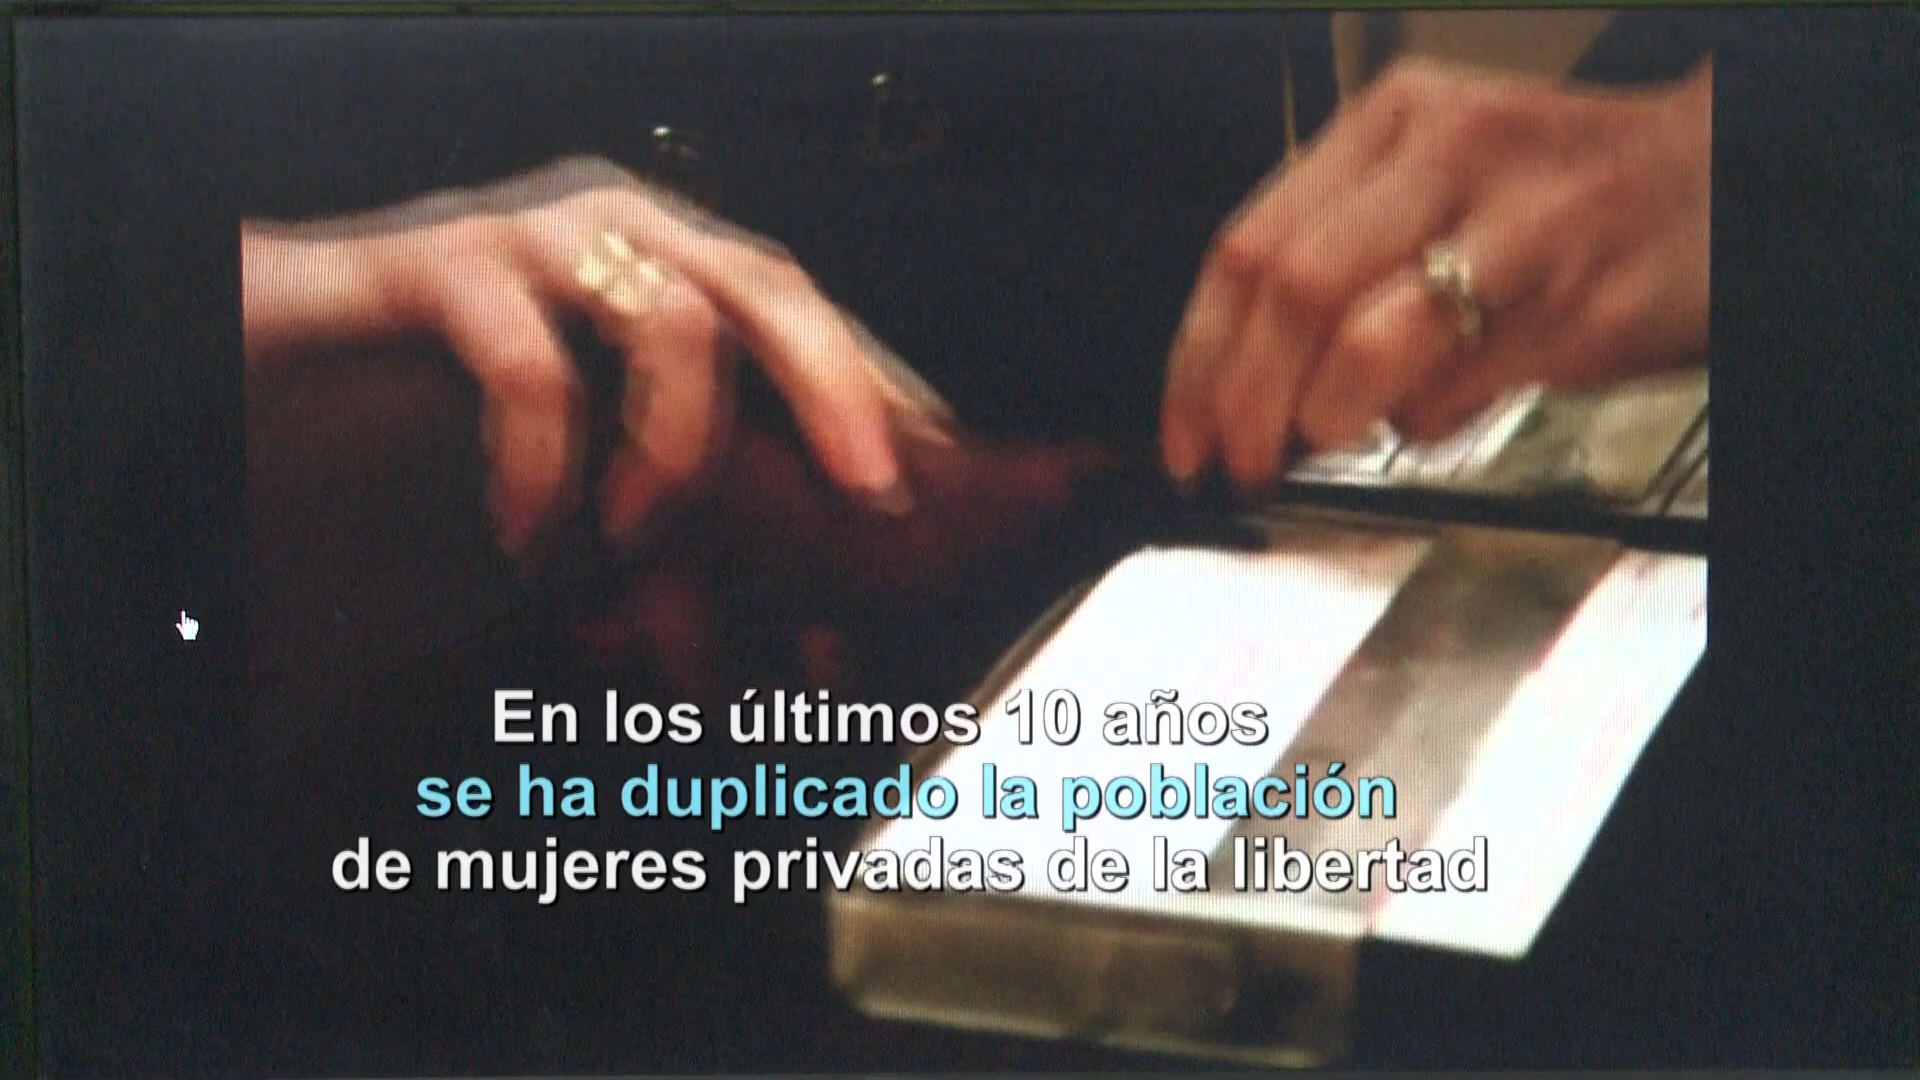 En los últimos 10 años
se ha duplicado la población
de mujeres privadas de la libertad